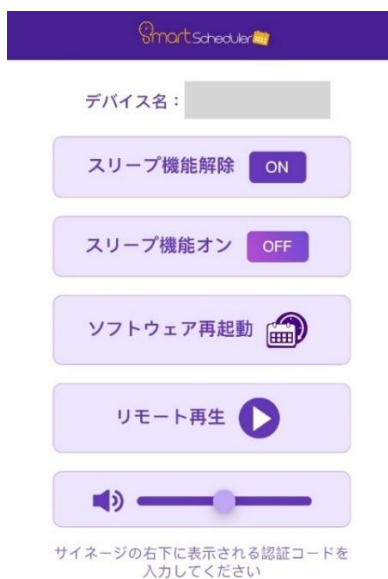 Smart Scheduler
デバイス名：
スリープ機能解除 ON
スリープ機能オン OFF
ソフトウェア再起動
リモート再生
サイネージの右下に表示される認証コードを
入力してください